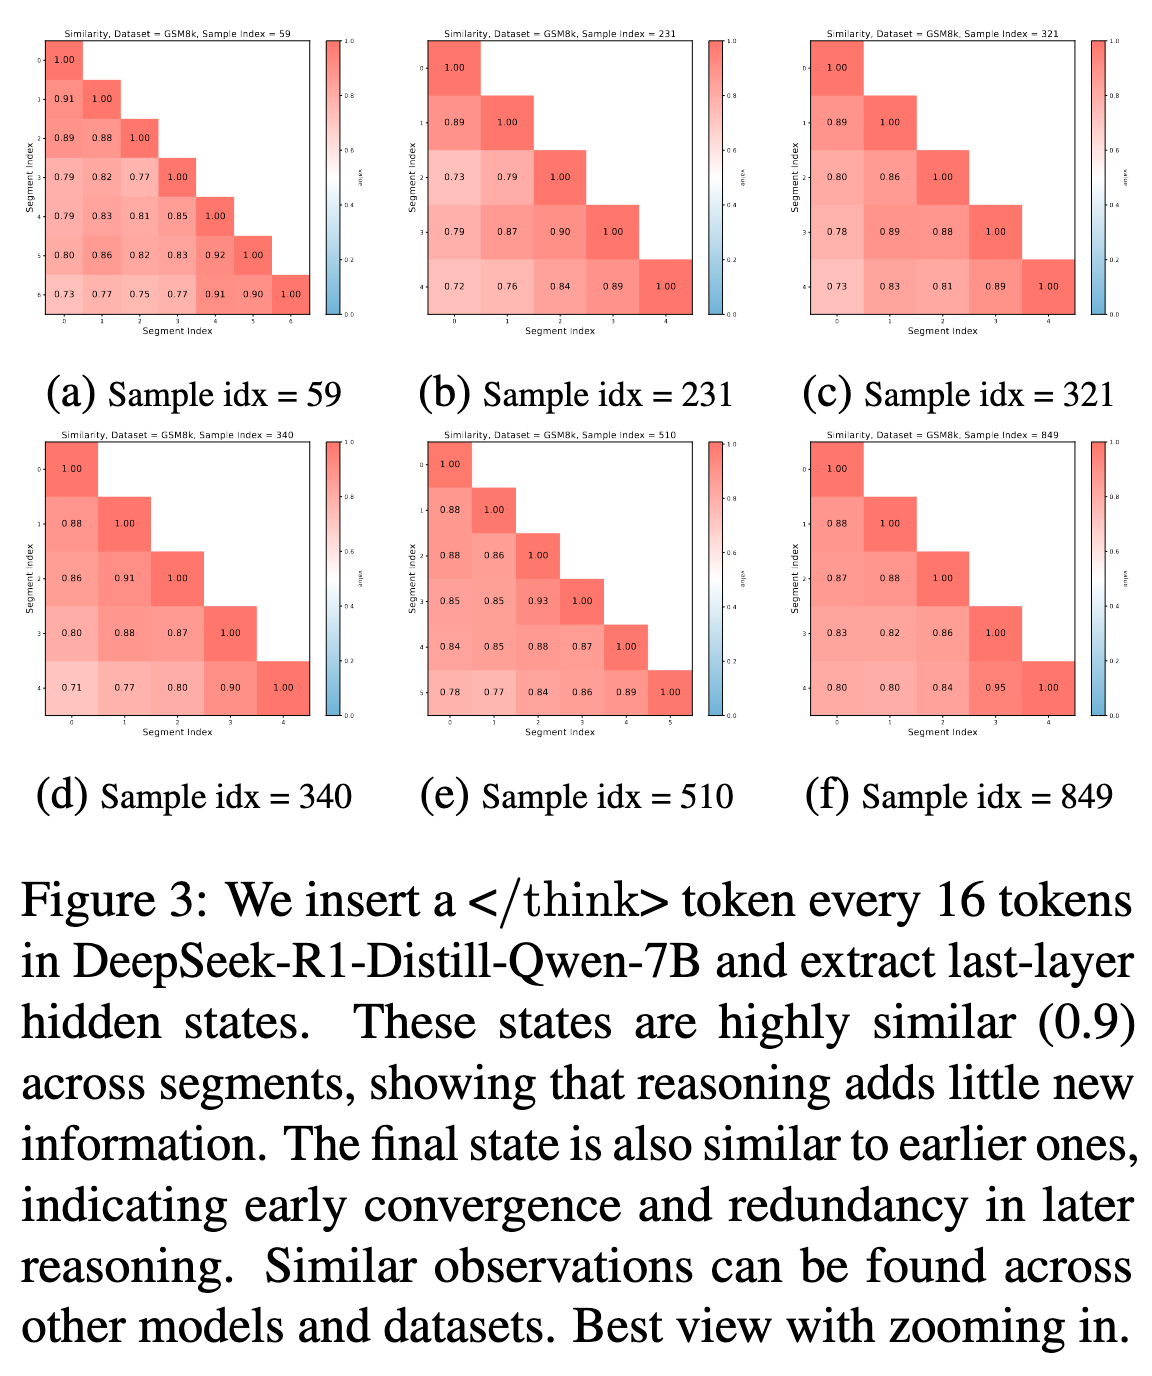 Similarity, Dataset = GSM8k, Sample Index = 59
Segment Index
0
1.00
1
0.91 1.00
2
0.89 0.88 1.00
3
0.79 0.82 0.77 1.00
4
0.79 0.83 0.81 0.85 1.00
5
0.80 0.86 0.82 0.83 0.92 1.00
6
0.73 0.77 0.75 0.77 0.91 0.90 1.00
0 1 2 3 4 5 6
Segment Index
1.0
0.8
0.6
0.4
0.2
0.0
value
(a) Sample idx = 59
Similarity, Dataset = GSM8k, Sample Index = 231
Segment Index
0
1.00
1
0.89 1.00
2
0.73 0.79 1.00
3
0.79 0.87 0.90 1.00
4
0.72 0.76 0.84 0.89 1.00
0 1 2 3 4
Segment Index
1.0
0.8
0.6
0.4
0.2
0.0
value
(b) Sample idx = 231
Similarity, Dataset = GSM8k, Sample Index = 321
Segment Index
0
1.00
1
0.89 1.00
2
0.80 0.86 1.00
3
0.78 0.89 0.88 1.00
4
0.73 0.83 0.81 0.89 1.00
0 1 2 3 4
Segment Index
1.0
0.8
0.6
0.4
0.2
0.0
value
(c) Sample idx = 321
Similarity, Dataset = GSM8k, Sample Index = 340
Segment Index
0
1.00
1
0.88 1.00
2
0.86 0.91 1.00
3
0.80 0.88 0.87 1.00
4
0.71 0.77 0.80 0.90 1.00
0 1 2 3 4
Segment Index
1.0
0.8
0.6
0.4
0.2
0.0
value
(d) Sample idx = 340
Similarity, Dataset = GSM8k, Sample Index = 510
Segment Index
0
1.00
1
0.88 1.00
2
0.88 0.86 1.00
3
0.85 0.85 0.93 1.00
4
0.84 0.85 0.88 0.87 1.00
5
0.78 0.77 0.84 0.86 0.89 1.00
0 1 2 3 4 5
Segment Index
1.0
0.8
0.6
0.4
0.2
0.0
value
(e) Sample idx = 510
Similarity, Dataset = GSM8k, Sample Index = 849
Segment Index
0
1.00
1
0.88 1.00
2
0.87 0.88 1.00
3
0.83 0.82 0.86 1.00
4
0.80 0.80 0.84 0.95 1.00
0 1 2 3 4
Segment Index
1.0
0.8
0.6
0.4
0.2
0.0
value
(f) Sample idx = 849
Figure 3: We insert a </think> token every 16 tokens
in DeepSeek-R1-Distill-Qwen-7B and extract last-layer
hidden states. These states are highly similar (0.9)
across segments, showing that reasoning adds little new
information. The final state is also similar to earlier ones,
indicating early convergence and redundancy in later
reasoning. Similar observations can be found across
other models and datasets. Best view with zooming in.